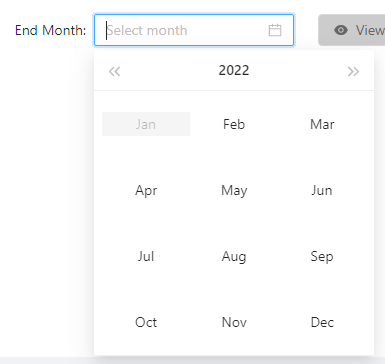 End Month: Select month View
2022
Jan Feb Mar
Apr May Jun
Jul Aug Sep
Oct Nov Dec